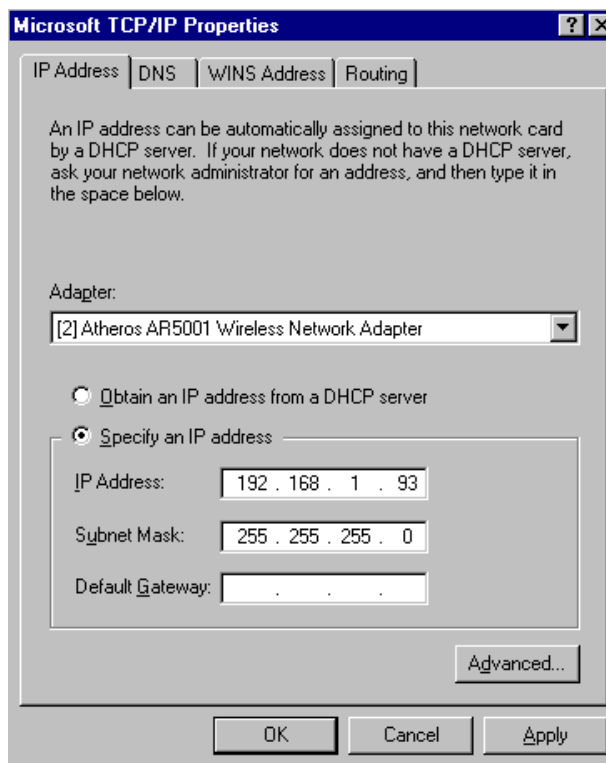 Microsoft TCP/IP Properties
IP Address DNS WINS Address Routing
An IP address can be automatically assigned to this network card
by a DHCP server. If your network does not have a DHCP server,
ask your network administrator for an address, and then type it in
the space below.
Adapter:
[2] Atheros AR5001 Wireless Network Adapter
Obtain an IP address from a DHCP server
Specify an IP address
IP Address: 192 . 168 . 1 . 93
Subnet Mask: 255 . 255 . 255 . 0
Default Gateway: . . .
Advanced...
OK Cancel Apply